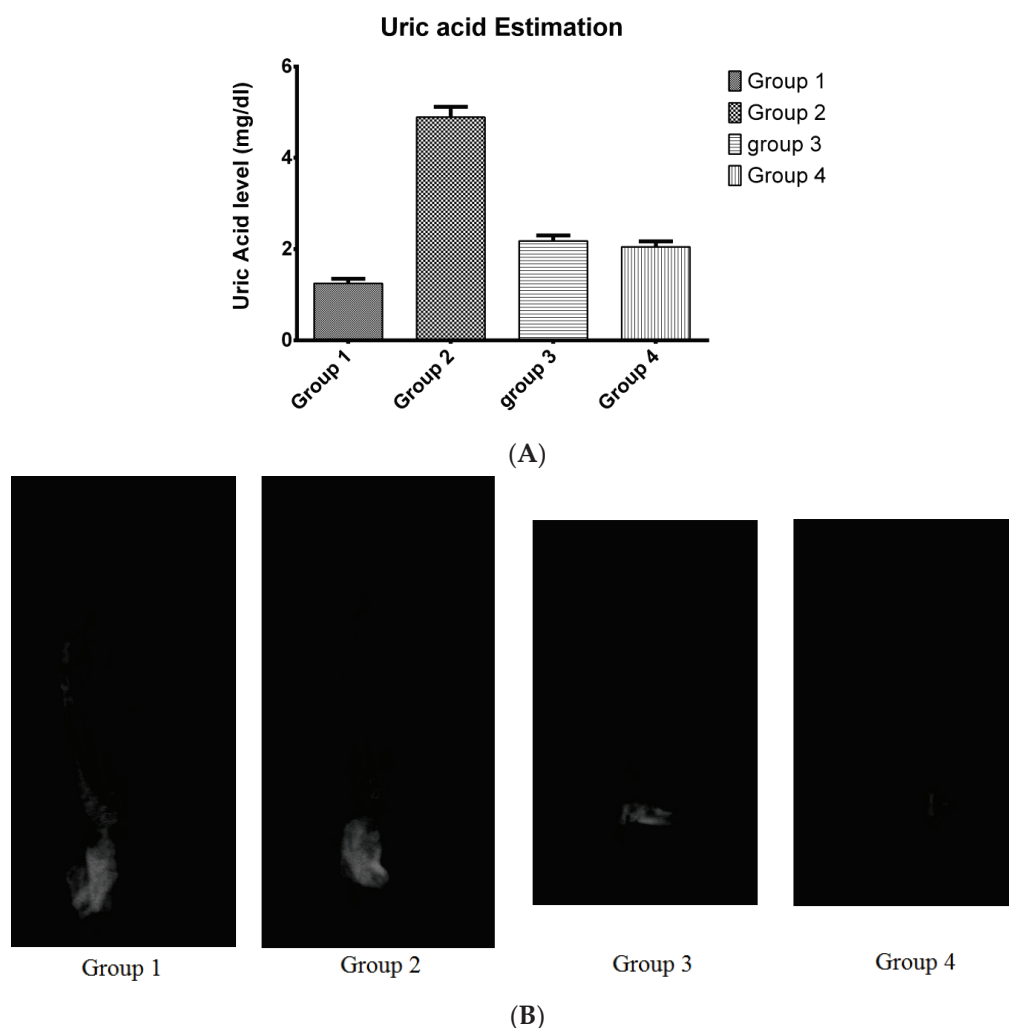 Uric acid Estimation
Uric Acid level (mg/dl)
6
4
2
0
Group 1
Group 2
group 3
Group 4
Group 1
Group 2
group 3
Group 4
(A)
Group 1
Group 2
Group 3
Group 4
(B)